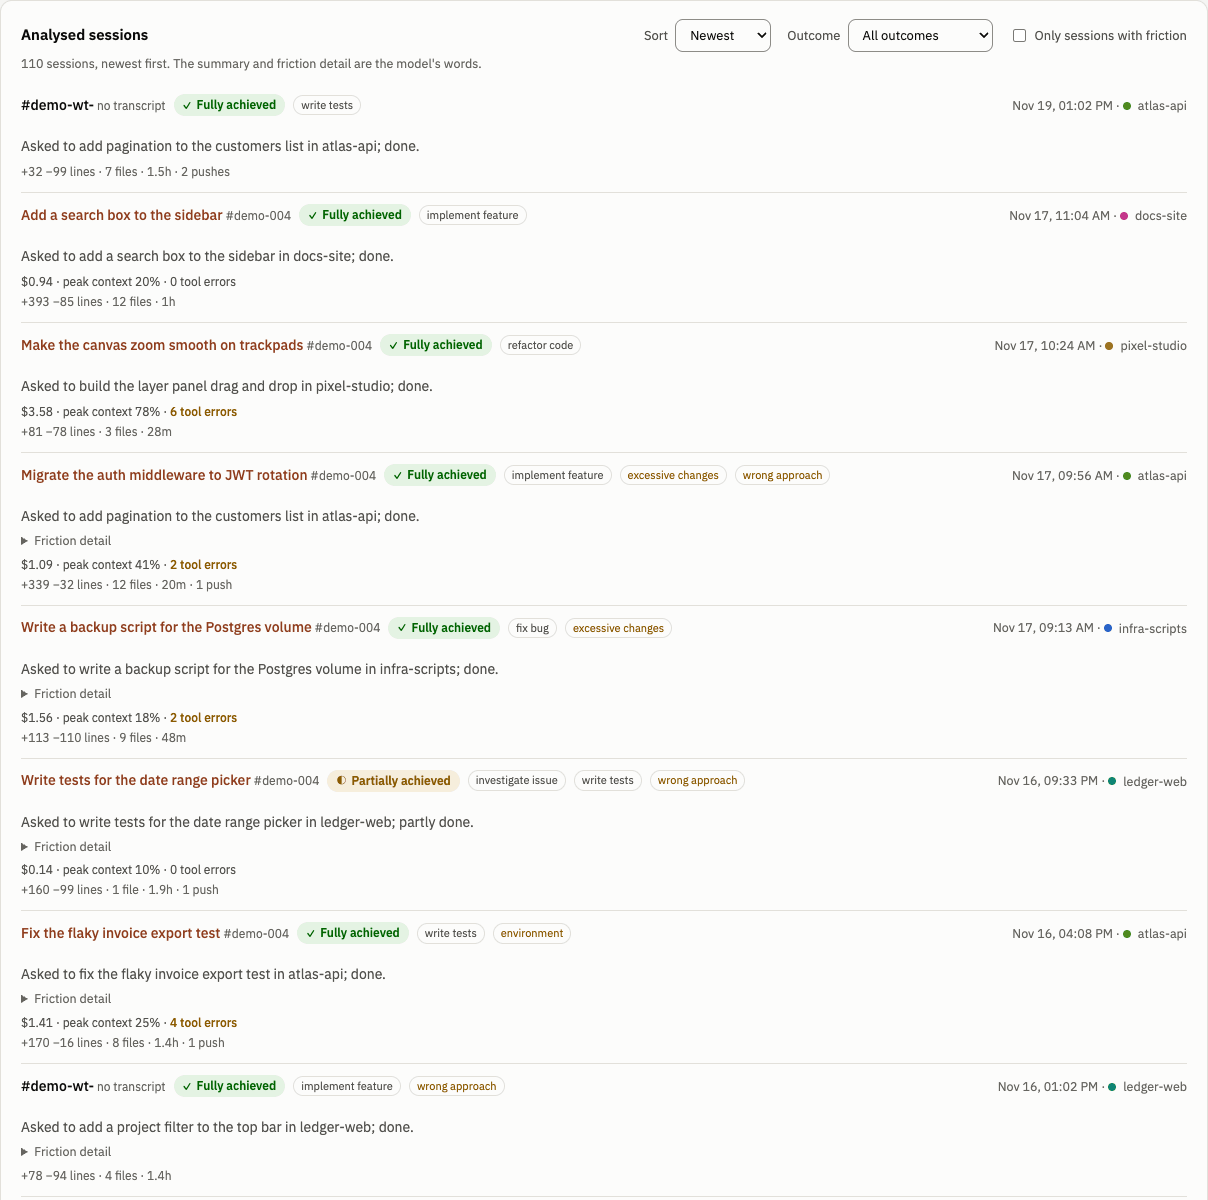 Analysed sessions Sort Newest Outcome All outcomes Only sessions with friction
110 sessions, newest first. The summary and friction detail are the model's words.
#demo-wt- no transcript ✓ Fully achieved write tests Nov 19, 01:02 PM · atlas-api
Asked to add pagination to the customers list in atlas-api; done.
+32 −99 lines · 7 files · 1.5h · 2 pushes
Add a search box to the sidebar #demo-004 ✓ Fully achieved implement feature Nov 17, 11:04 AM · docs-site
Asked to add a search box to the sidebar in docs-site; done.
$0.94 · peak context 20% · 0 tool errors
+393 −85 lines · 12 files · 1h
Make the canvas zoom smooth on trackpads #demo-004 ✓ Fully achieved refactor code Nov 17, 10:24 AM · pixel-studio
Asked to build the layer panel drag and drop in pixel-studio; done.
$3.58 · peak context 78% · 6 tool errors
+81 −78 lines · 3 files · 28m
Migrate the auth middleware to JWT rotation #demo-004 ✓ Fully achieved implement feature excessive changes wrong approach Nov 17, 09:56 AM · atlas-api
Asked to add pagination to the customers list in atlas-api; done.
Friction detail
$1.09 · peak context 41% · 2 tool errors
+339 −32 lines · 12 files · 20m · 1 push
Write a backup script for the Postgres volume #demo-004 ✓ Fully achieved fix bug excessive changes Nov 17, 09:13 AM · infra-scripts
Asked to write a backup script for the Postgres volume in infra-scripts; done.
Friction detail
$1.56 · peak context 18% · 2 tool errors
+113 −110 lines · 9 files · 48m
Write tests for the date range picker #demo-004 Partially achieved investigate issue write tests wrong approach Nov 16, 09:33 PM · ledger-web
Asked to write tests for the date range picker in ledger-web; partly done.
Friction detail
$0.14 · peak context 10% · 0 tool errors
+160 −99 lines · 1 file · 1.9h · 1 push
Fix the flaky invoice export test #demo-004 ✓ Fully achieved write tests environment Nov 16, 04:08 PM · atlas-api
Asked to fix the flaky invoice export test in atlas-api; done.
Friction detail
$1.41 · peak context 25% · 4 tool errors
+170 −16 lines · 8 files · 1.4h · 1 push
#demo-wt- no transcript ✓ Fully achieved implement feature wrong approach Nov 16, 01:02 PM · ledger-web
Asked to add a project filter to the top bar in ledger-web; done.
Friction detail
+78 −94 lines · 4 files · 1.4h